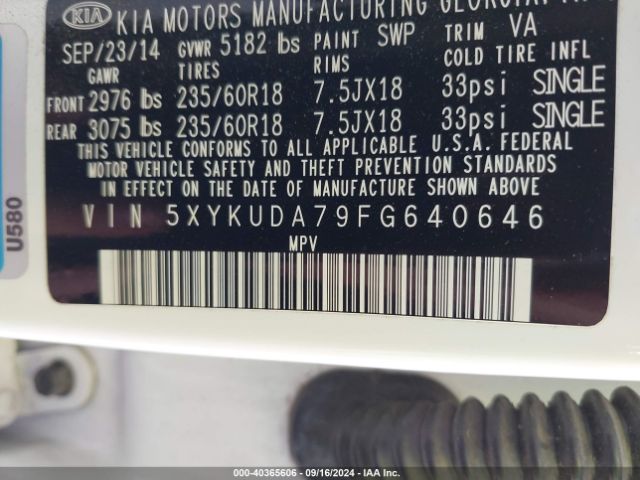 KIA KIA MOTORS MANUFACTURING GEORGIA,
SEP/23/14 GVWR 5182 lbs PAINT SWP TRIM VA
GAWR TIRES RIMS COLD TIRE INFL
FRONT 2976 lbs 235/60R18 7.5JX18 33psi SINGLE
REAR 3075 lbs 235/60R18 7.5JX18 33psi SINGLE
THIS VEHICLE CONFORMS TO ALL APPLICABLE U.S.A. FEDERAL
MOTOR VEHICLE SAFETY AND THEFT PREVENTION STANDARDS
IN EFFECT ON THE DATE OF MANUFACTURE SHOWN ABOVE
VIN 5XYKUDA79FG640646
MPV
U580
000-40365606 - 09/16/2024 - IAA Inc.